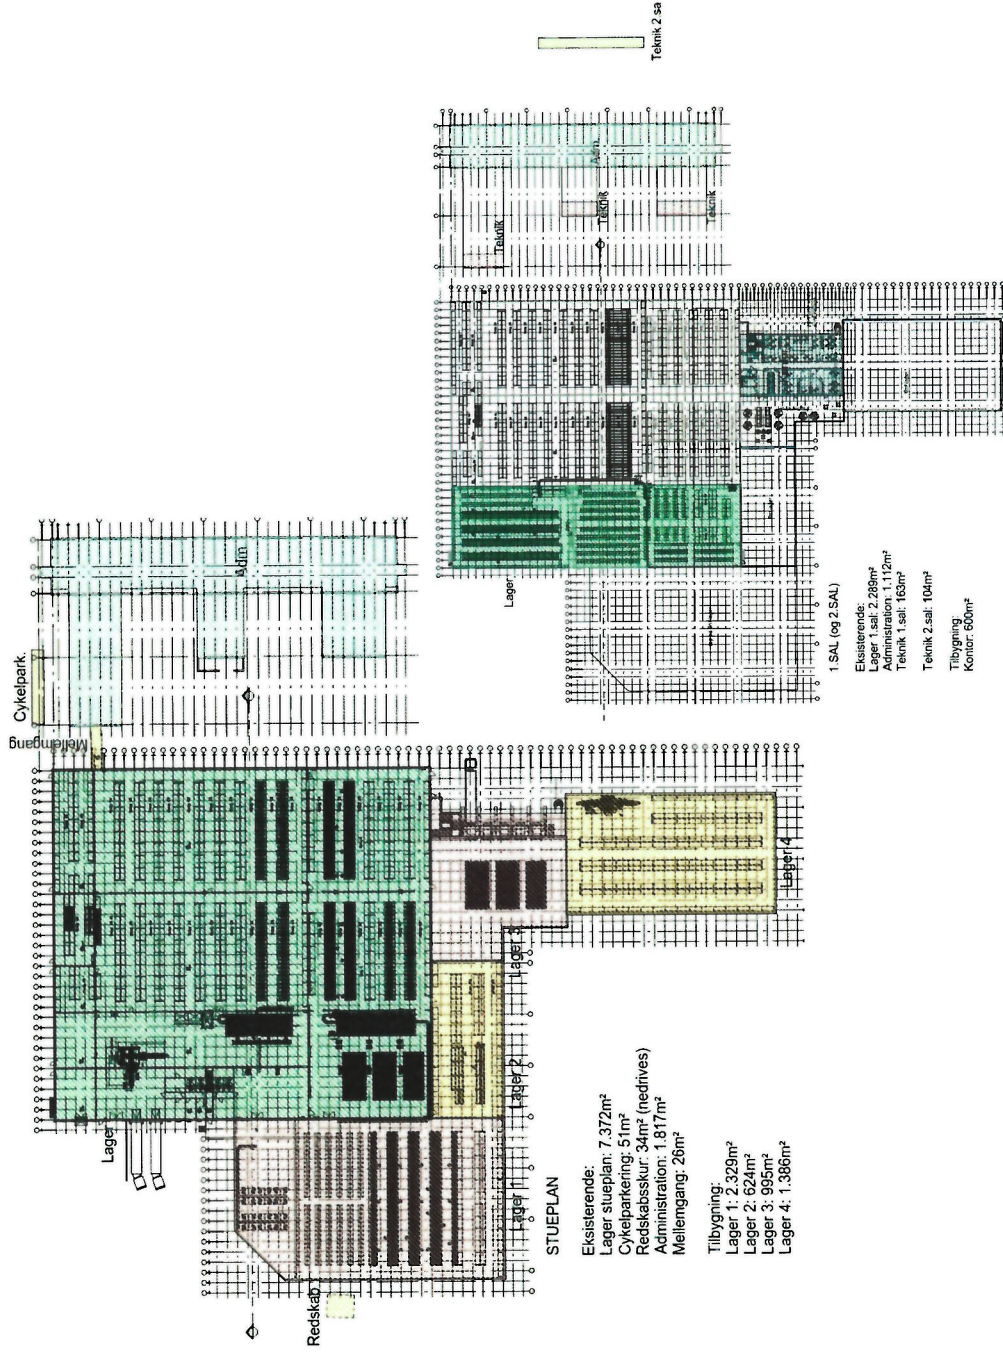 Teknik 2.sa
Adm.
Teknik
Teknik
Teknik
Lager
1.SAL (og 2.SAL)
Eksisterende:
Lager 1.sal: 2.289m²
Administration: 1.112m²
Teknik 1.sal: 163m²
Teknik 2.sal: 104m²
Tilbygning:
Kontor: 600m²
Cykelpark.
Mellemgang
Adm
Lager
Lager 1
Lager 2
Lager 3
Lager 4
Redskab
STUEPLAN
Eksisterende:
Lager stueplan: 7.372m²
Cykelparkering: 51m²
Redskabsskur: 34m² (nedrives)
Administration: 1.817m²
Mellemgang: 26m²
Tilbygning:
Lager 1: 2.329m²
Lager 2: 624m²
Lager 3: 995m²
Lager 4: 1.386m²